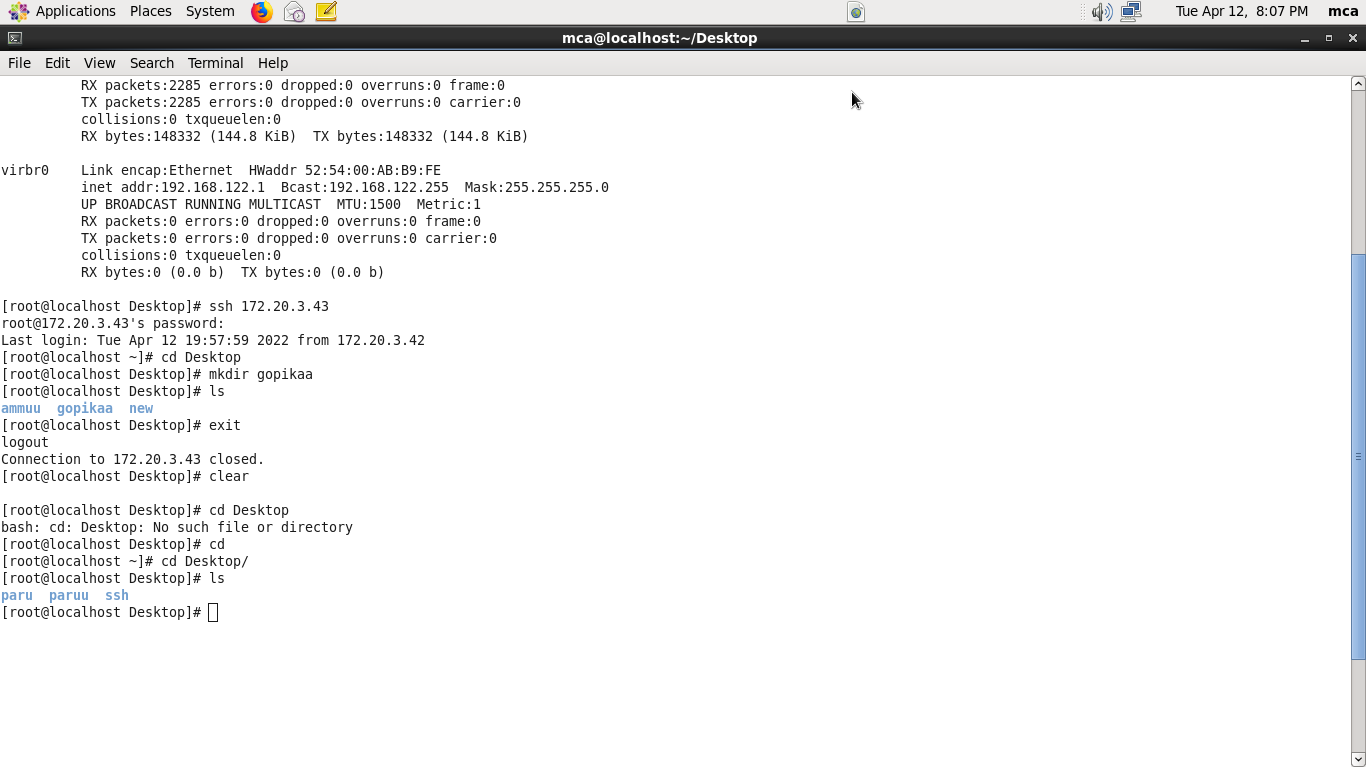 Applications Places System Tue Apr 12, 8:07 PM mca
mca@localhost:~/Desktop
File Edit View Search Terminal Help
RX packets:2285 errors:0 dropped:0 overruns:0 frame:0
TX packets:2285 errors:0 dropped:0 overruns:0 carrier:0
collisions:0 txqueuelen:0
RX bytes:148332 (144.8 KiB)  TX bytes:148332 (144.8 KiB)
virbr0    Link encap:Ethernet  HWaddr 52:54:00:AB:B9:FE
inet addr:192.168.122.1  Bcast:192.168.122.255  Mask:255.255.255.0
UP BROADCAST RUNNING MULTICAST  MTU:1500  Metric:1
RX packets:0 errors:0 dropped:0 overruns:0 frame:0
TX packets:0 errors:0 dropped:0 overruns:0 carrier:0
collisions:0 txqueuelen:0
RX bytes:0 (0.0 b)  TX bytes:0 (0.0 b)
[root@localhost Desktop]# ssh 172.20.3.43
root@172.20.3.43's password:
Last login: Tue Apr 12 19:57:59 2022 from 172.20.3.42
[root@localhost ~]# cd Desktop
[root@localhost Desktop]# mkdir gopikaa
[root@localhost Desktop]# ls
ammuu  gopikaa  new
[root@localhost Desktop]# exit
logout
Connection to 172.20.3.43 closed.
[root@localhost Desktop]# clear
[root@localhost Desktop]# cd Desktop
bash: cd: Desktop: No such file or directory
[root@localhost Desktop]# cd
[root@localhost ~]# cd Desktop/
[root@localhost Desktop]# ls
paru  paruu  ssh
[root@localhost Desktop]#